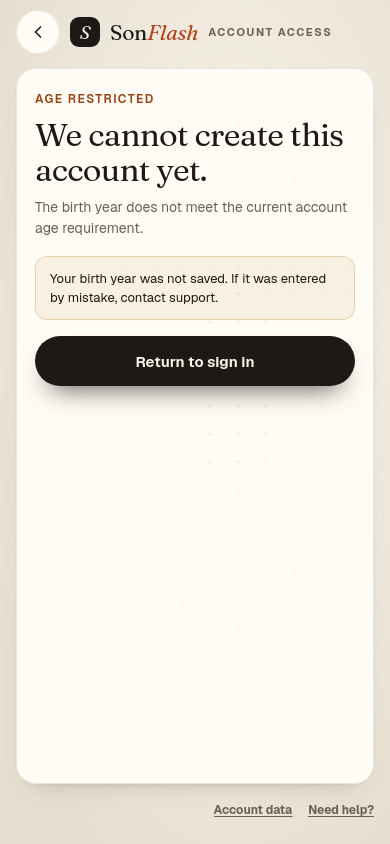 S SonFlash ACCOUNT ACCESS
AGE RESTRICTED
We cannot create this
account yet.
The birth year does not meet the current account
age requirement.
Your birth year was not saved. If it was entered
by mistake, contact support.
Return to sign in
Account data Need help?